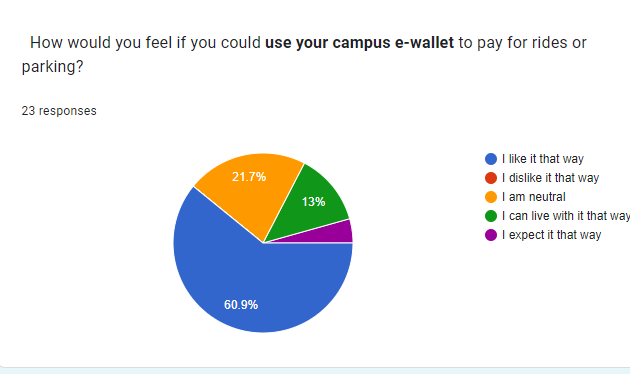 How would you feel if you could use your campus e-wallet to pay for rides or
parking?
23 responses
21.7%
13%
60.9%
I like it that way
I dislike it that way
I am neutral
I can live with it that way
I expect it that way